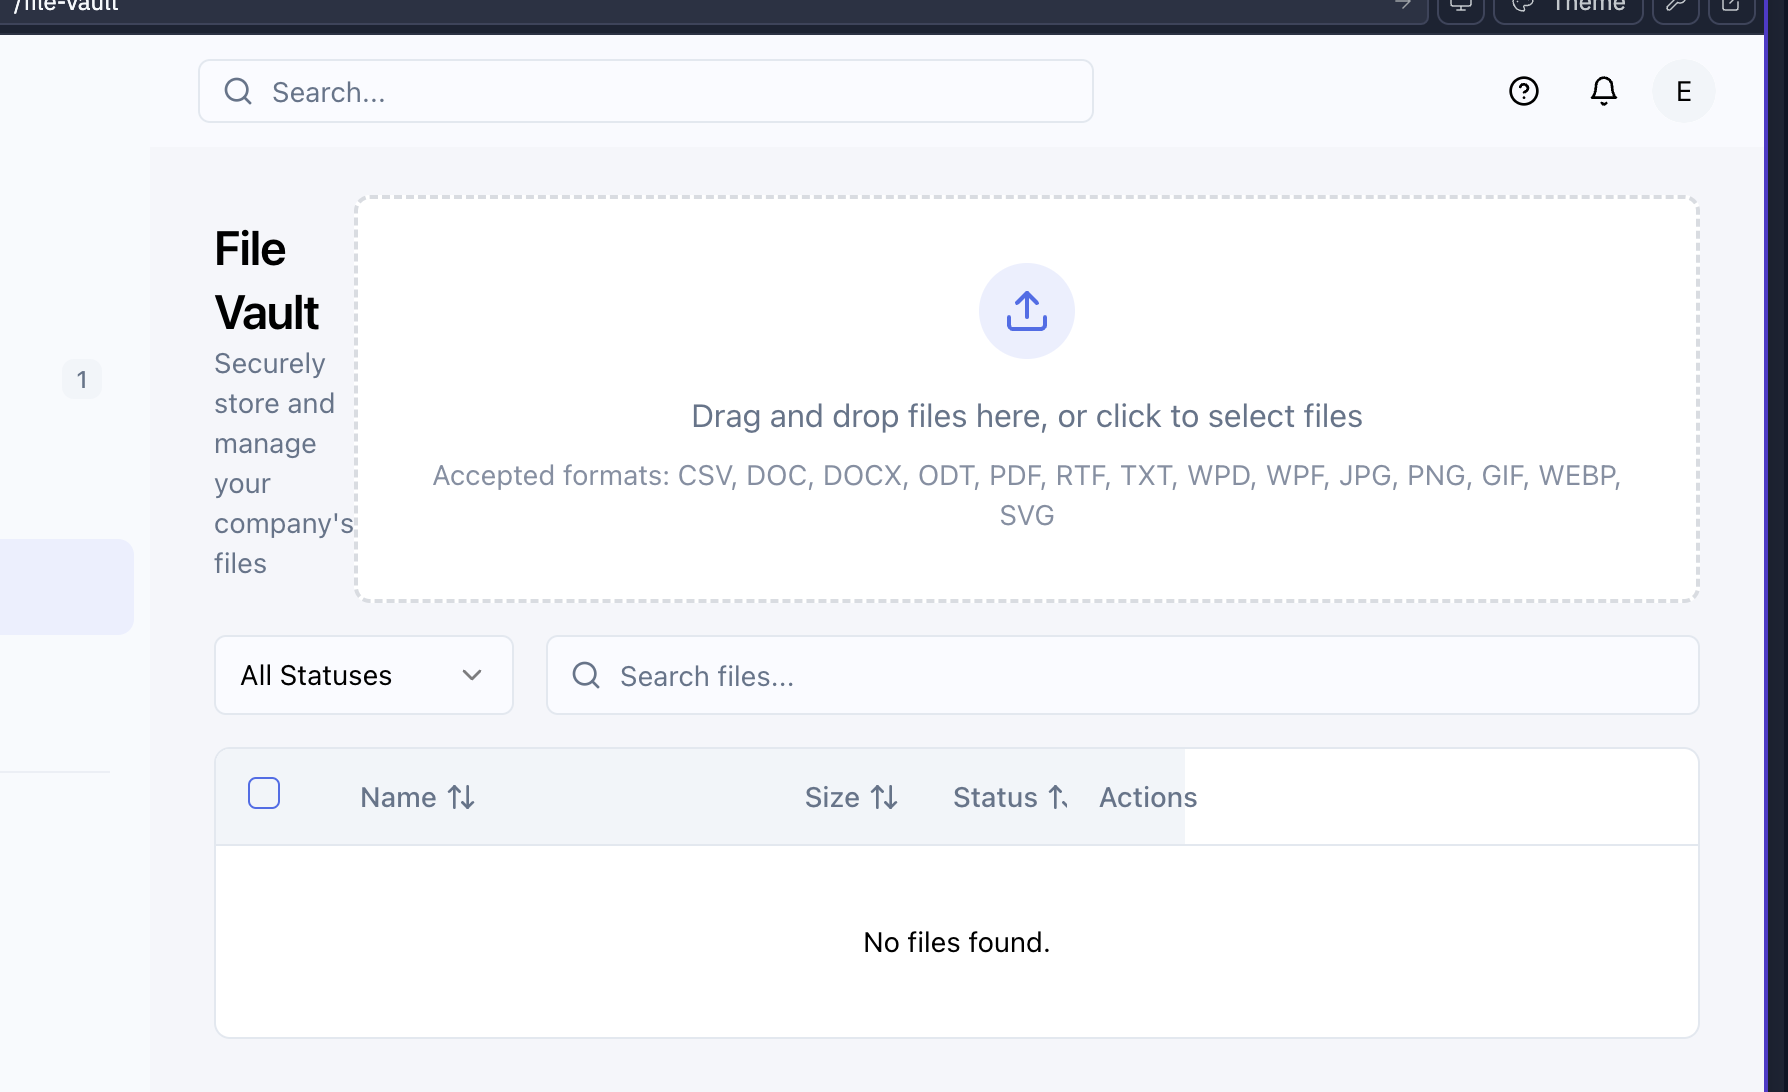 /file-vault
Theme
Search...
E
1
File
Vault
Securely
store and
manage
your
company's
files
Drag and drop files here, or click to select files
Accepted formats: CSV, DOC, DOCX, ODT, PDF, RTF, TXT, WPD, WPF, JPG, PNG, GIF, WEBP,
SVG
All Statuses
Search files...
Name Size Status Actions
No files found.